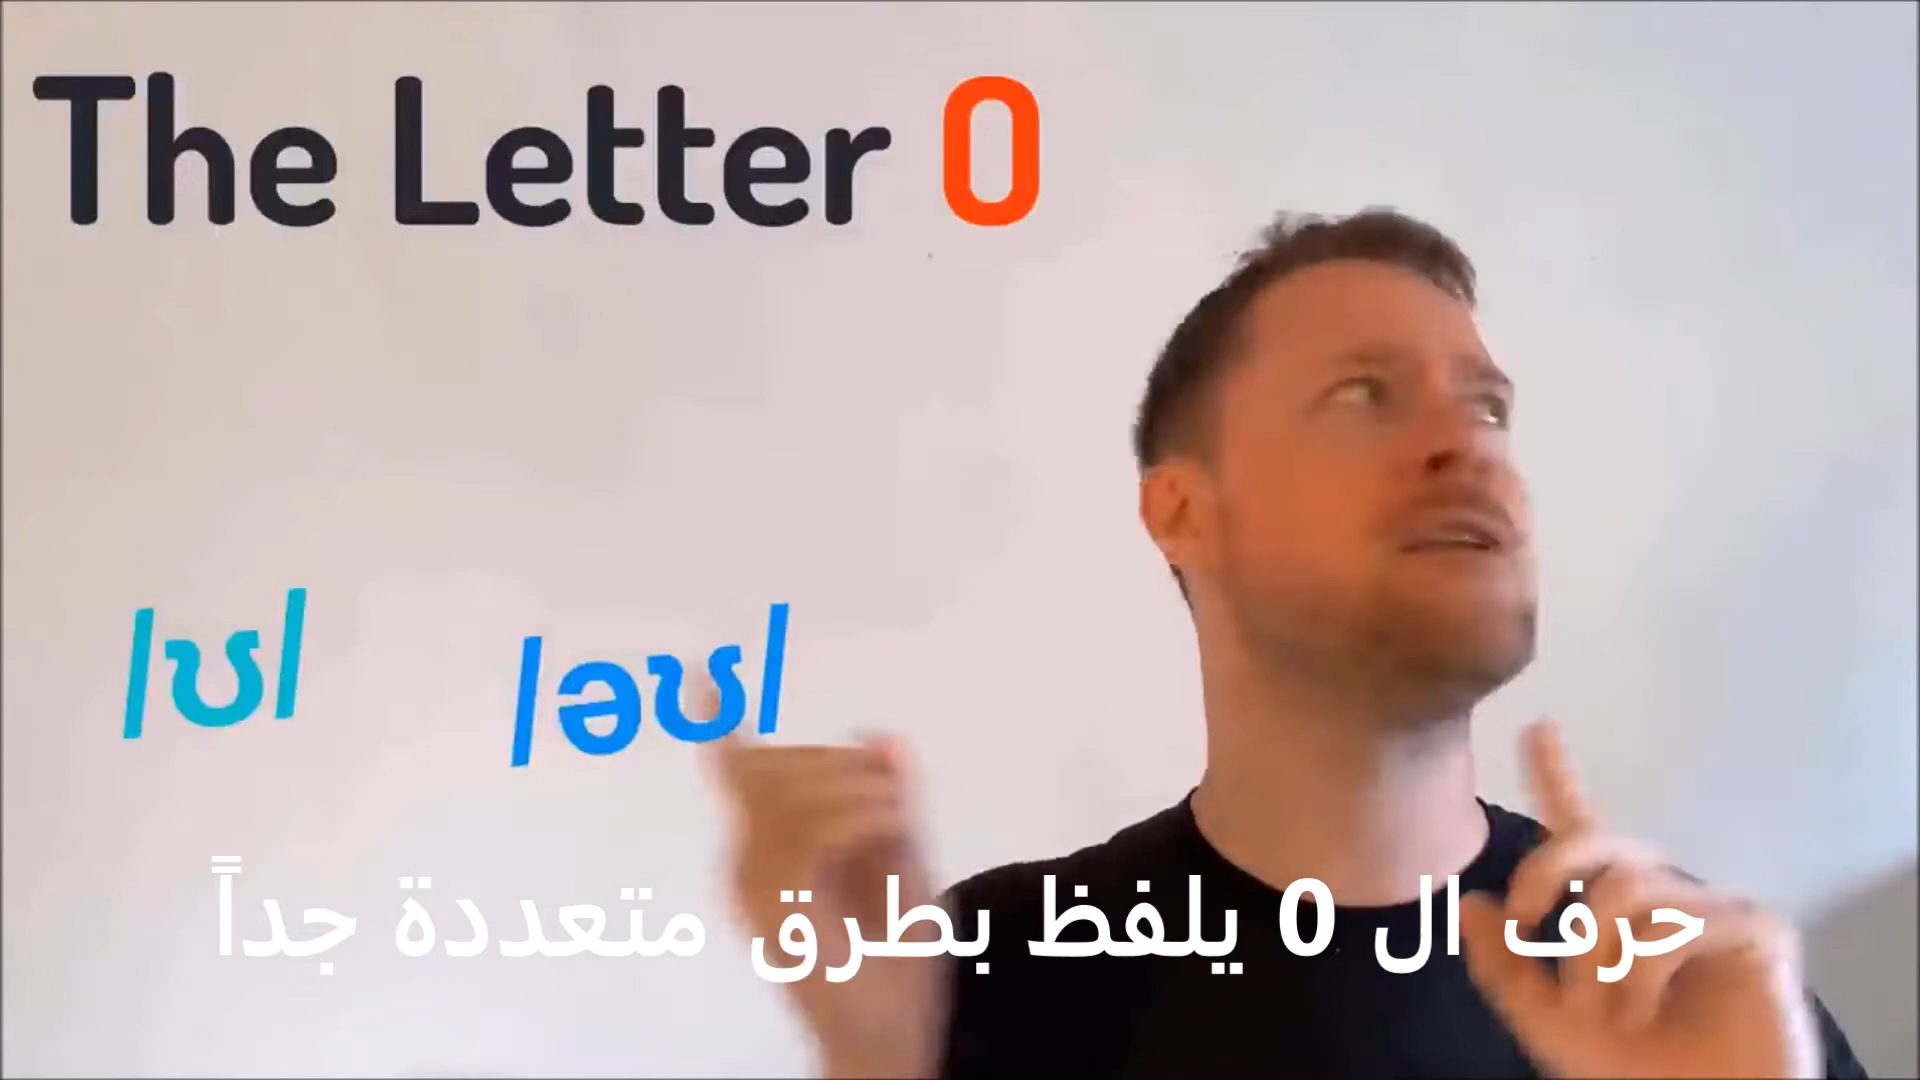 The Letter O
/ʊ/ /əʊ/
حرف ال O يلفظ بطرق متعددة جداً